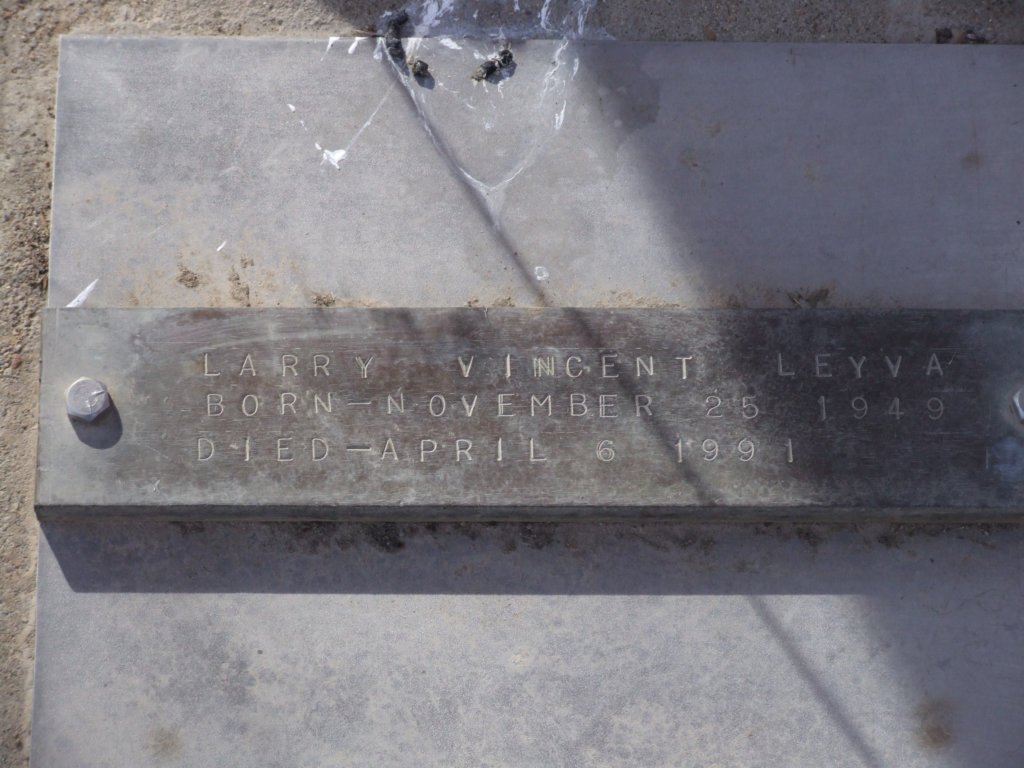 LARRY VINCENT LEYVA
BORN-NOVEMBER 25 1949
DIED-APRIL 6 1991